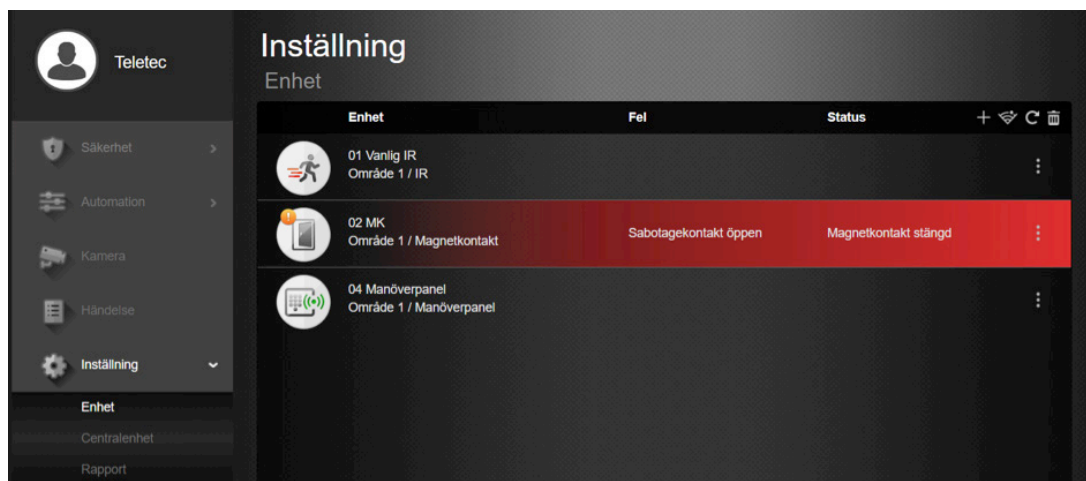 Teletec
Säkerhet
Automation
Kamera
Händelse
Inställning
Enhet
Centralenhet
Rapport
Inställning
Enhet
Enhet Fel Status
01 Vanlig IR
Område 1 / IR
02 MK
Område 1 / Magnetkontakt
Sabotagekontakt öppen
Magnetkontakt stängd
04 Manöverpanel
Område 1 / Manöverpanel